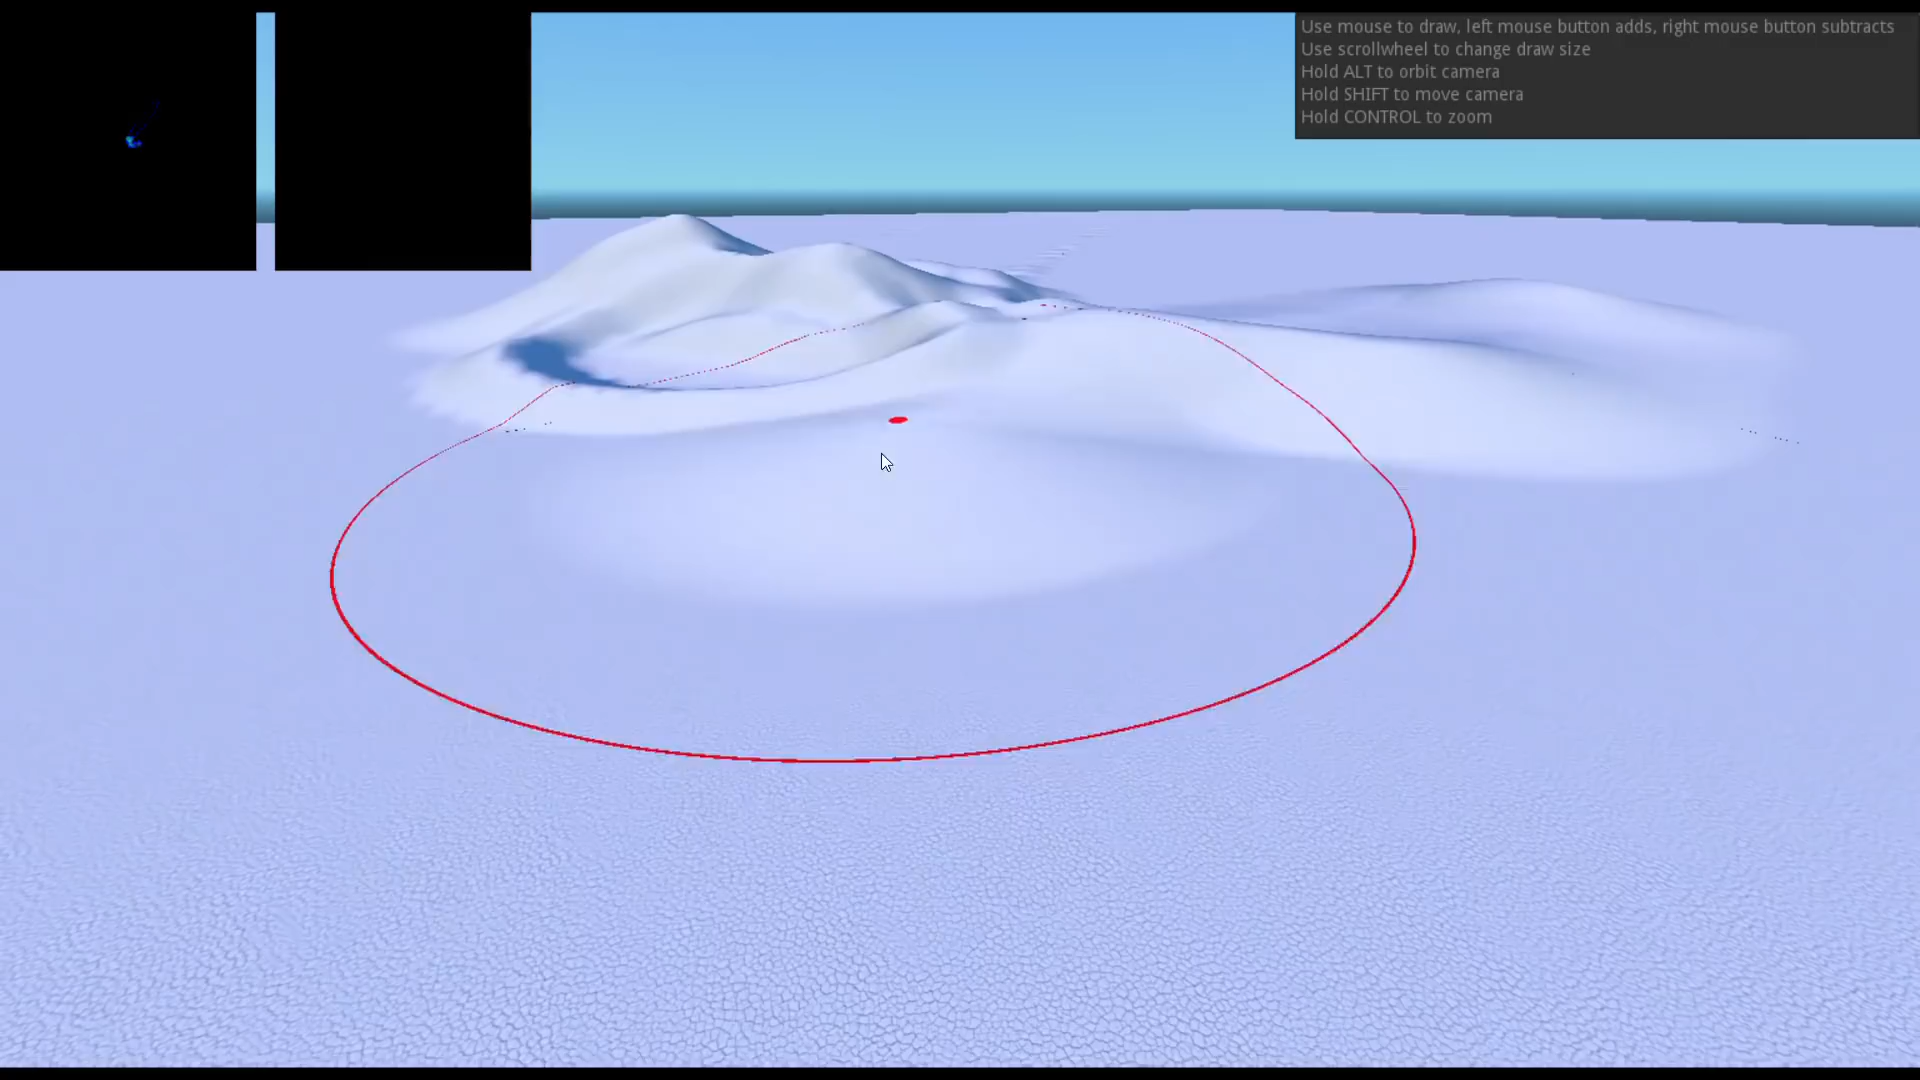 Use mouse to draw, left mouse button adds, right mouse button subtracts
Use scrollwheel to change draw size
Hold ALT to orbit camera
Hold SHIFT to move camera
Hold CONTROL to zoom